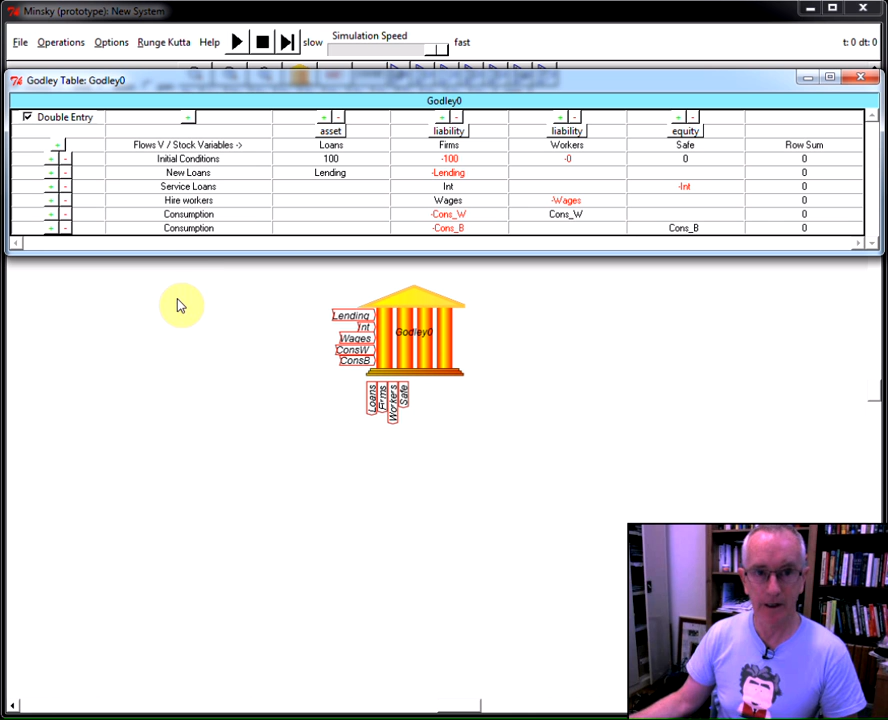 Minsky (prototype): New System
File Operations Options Runge Kutta Help slow Simulation Speed fast t: 0 dt: 0
Godley Table: Godley0
Godley0
Double Entry + + - + - + - + -
asset liability liability equity
+ Flows V / Stock Variables -> Loans Firms Workers Safe Row Sum
+ - Initial Conditions 100 -100 -0 0 0
+ - New Loans Lending -Lending 0
+ - Service Loans Int -Int 0
+ - Hire workers Wages -Wages 0
+ - Consumption -Cons_W Cons_W 0
+ - Consumption -Cons_B Cons_B 0
Lending
Int
Wages
ConsW
ConsB
Godley0
Loans
Firms
Workers
Safe